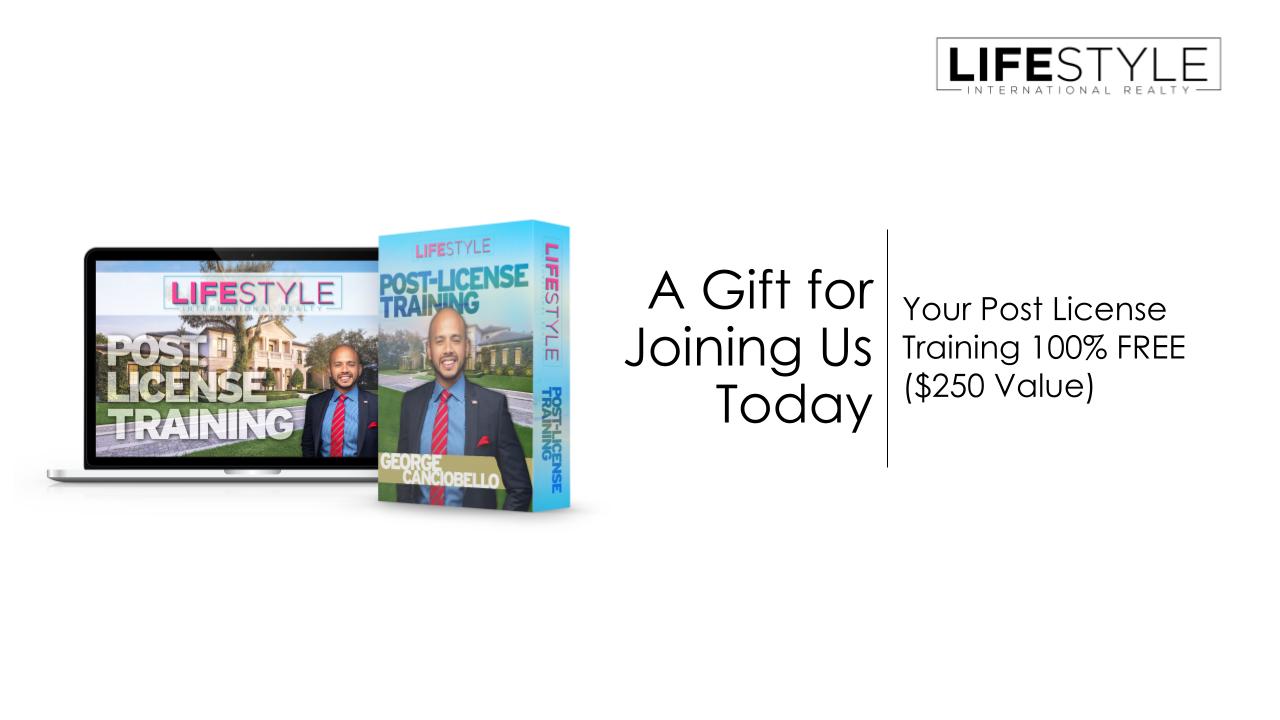 LIFESTYLE
INTERNATIONAL REALTY
LIFESTYLE
INTERNATIONAL REALTY
POST
LICENSE
TRAINING
LIFESTYLE
POST-LICENSE
TRAINING
GEORGE
CANCIOBELLO
LIFESTYLE
POST-LICENSE
TRAINING
A Gift for
Joining Us
Today
Your Post License
Training 100% FREE
($250 Value)